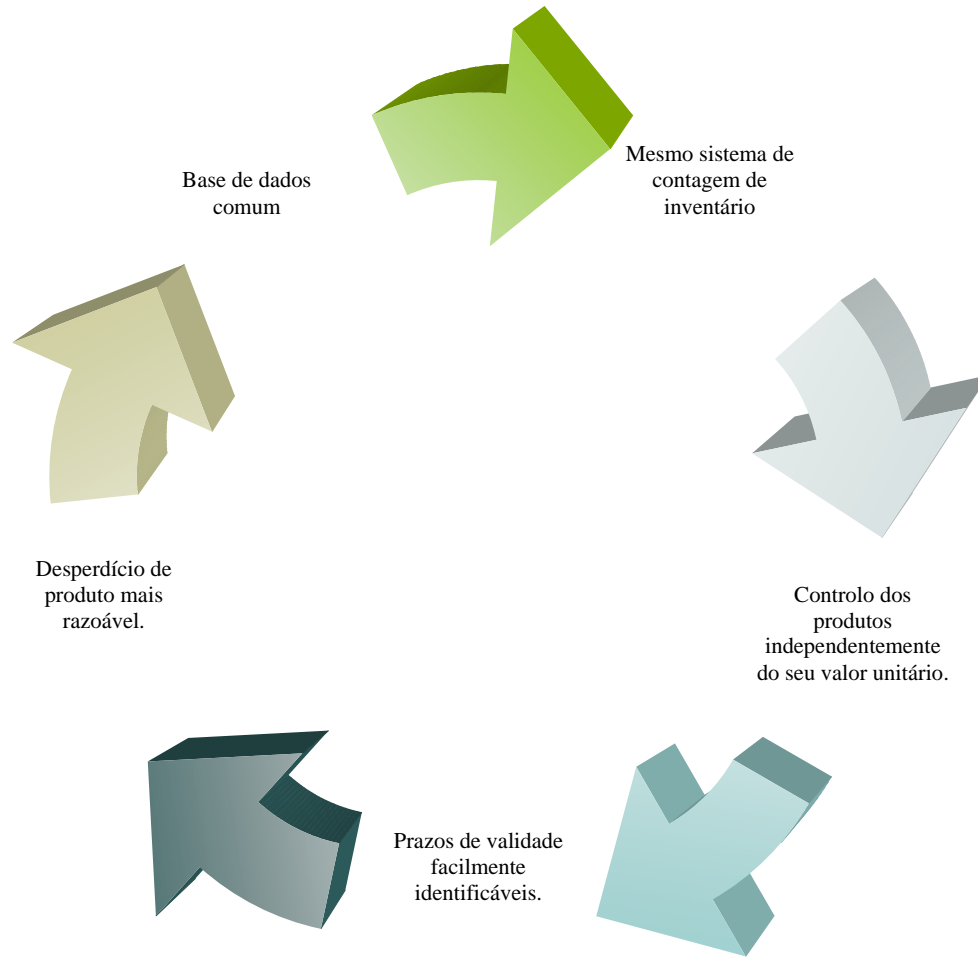 Base de dados
comum
Mesmo sistema de
contagem de
inventário
Controlo dos
produtos
independentemente
do seu valor unitário.
Prazos de validade
facilmente
identificáveis.
Desperdício de
produto mais
razoável.